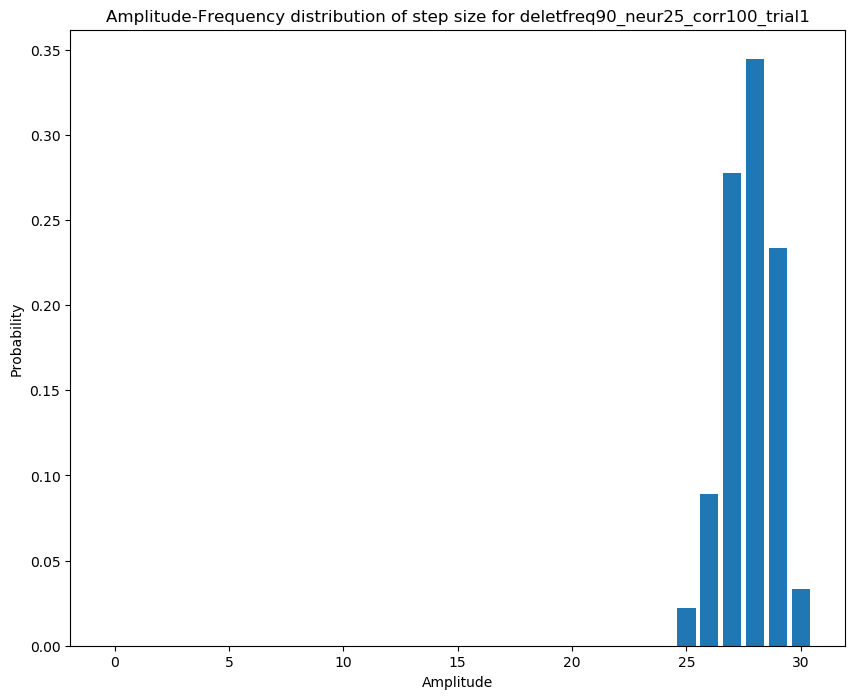 Amplitude-Frequency distribution of step size for deletfreq90_neur25_corr100_trial1
0.35
0.30
0.25
0.20
0.15
0.10
0.05
0.00
Probability
0 5 10 15 20 25 30
Amplitude